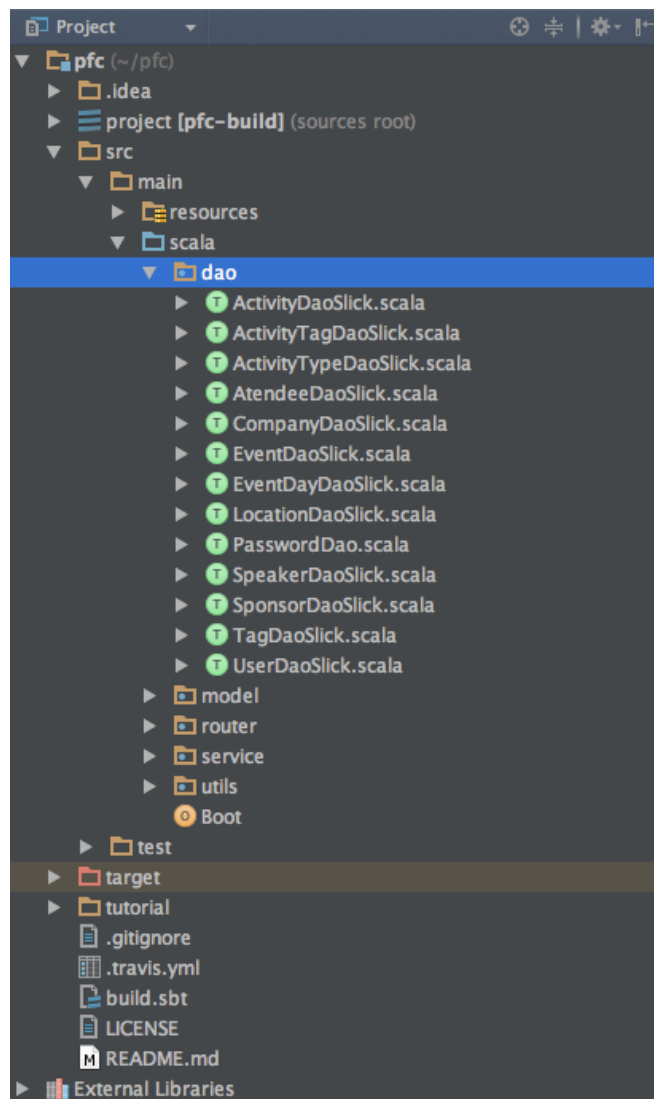 Project
pfc (~/pfc)
.idea
project [pfc-build] (sources root)
src
main
resources
scala
dao
T ActivityDaoSlick.scala
T ActivityTagDaoSlick.scala
T ActivityTypeDaoSlick.scala
T AtendeeDaoSlick.scala
T CompanyDaoSlick.scala
T EventDaoSlick.scala
T EventDayDaoSlick.scala
T LocationDaoSlick.scala
T PasswordDao.scala
T SpeakerDaoSlick.scala
T SponsorDaoSlick.scala
T TagDaoSlick.scala
T UserDaoSlick.scala
model
router
service
utils
O Boot
test
target
tutorial
.gitignore
.travis.yml
build.sbt
LICENSE
M README.md
External Libraries